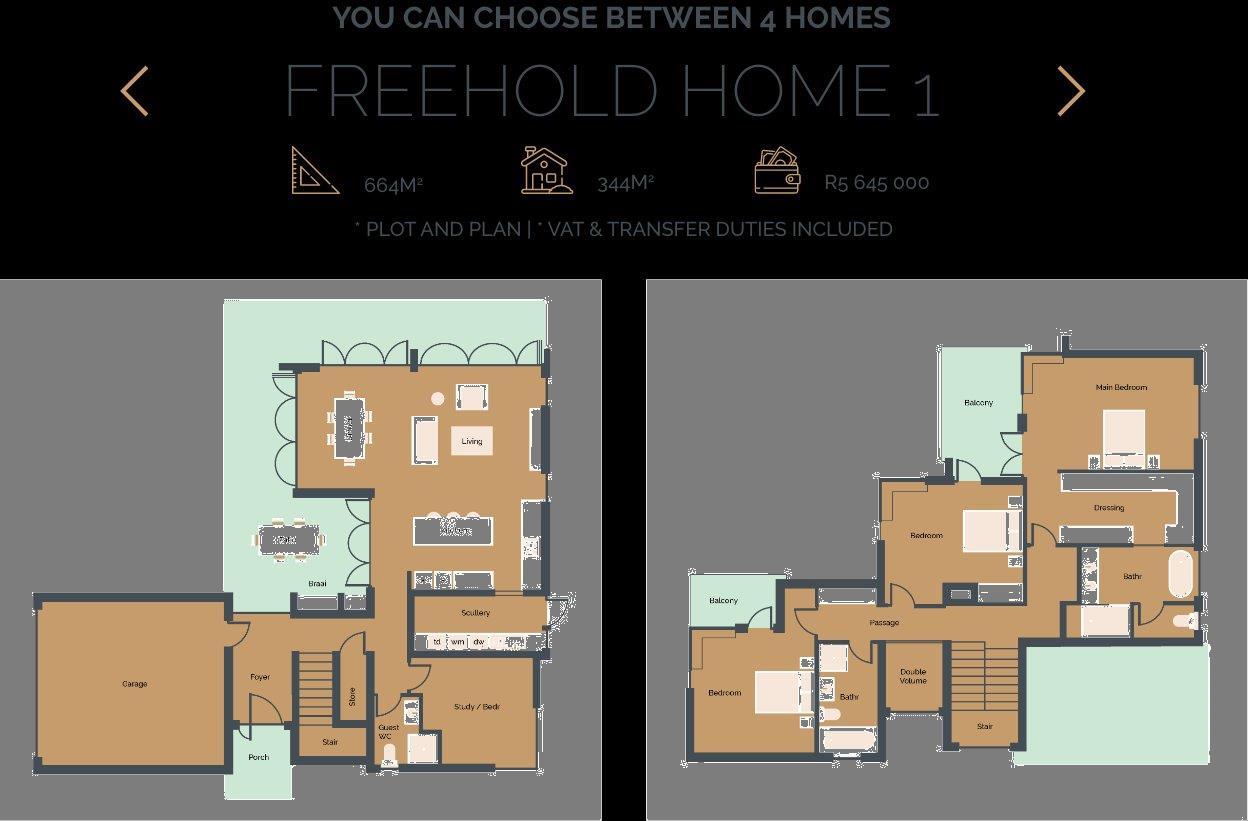 YOU CAN CHOOSE BETWEEN 4 HOMES
FREEHOLD HOME 1
664M²
344M²
R5 645 000
* PLOT AND PLAN | * VAT & TRANSFER DUTIES INCLUDED
Living
Braai
Scullery
td wm dw
Garage
Foyer
Store
Study / Bedr
Guest
WC
Stair
Porch
Main Bedroom
Balcony
Dressing
Bedroom
Bathr
Balcony
Passage
Double
Volume
Bedroom
Bathr
Stair